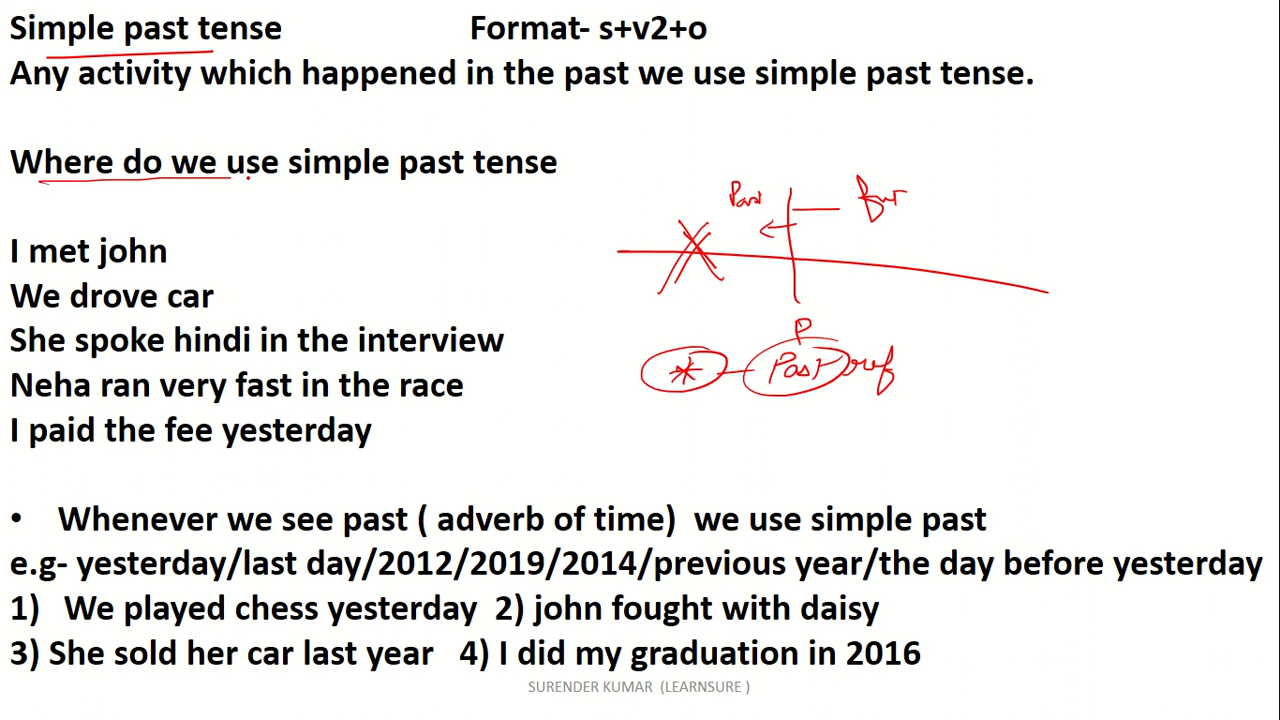 Simple past tense Format- s+v2+o
Any activity which happened in the past we use simple past tense.
Where do we use simple past tense
Past
I met john
We drove car
She spoke hindi in the interview
P
* Past
Neha ran very fast in the race
I paid the fee yesterday
• Whenever we see past ( adverb of time) we use simple past
e.g- yesterday/last day/2012/2019/2014/previous year/the day before yesterday
1) We played chess yesterday 2) john fought with daisy
3) She sold her car last year 4) I did my graduation in 2016
SURENDER KUMAR (LEARNSURE )